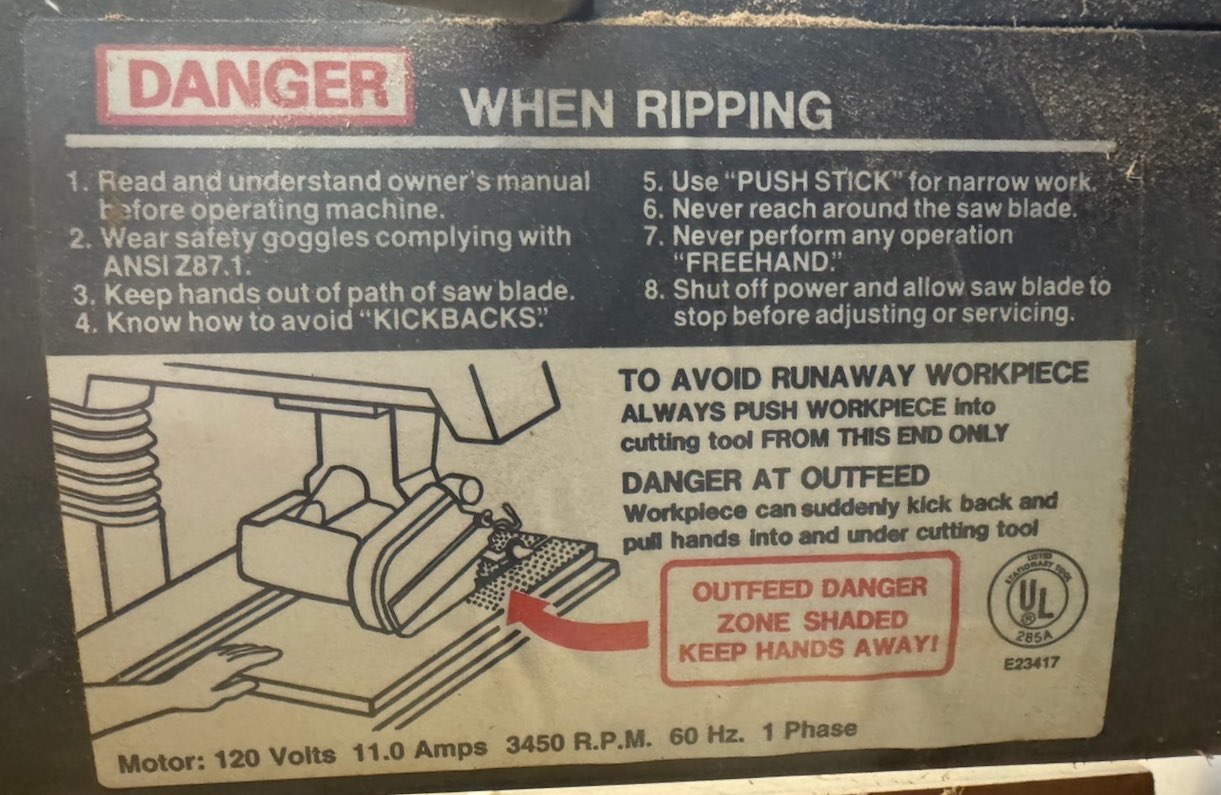 DANGER WHEN RIPPING
1. Read and understand owner's manual
before operating machine.
2. Wear safety goggles complying with
ANSI Z87.1.
3. Keep hands out of path of saw blade.
4. Know how to avoid "KICKBACKS."
5. Use "PUSH STICK" for narrow work.
6. Never reach around the saw blade.
7. Never perform any operation
"FREEHAND."
8. Shut off power and allow saw blade to
stop before adjusting or servicing.
TO AVOID RUNAWAY WORKPIECE
ALWAYS PUSH WORKPIECE into
cutting tool FROM THIS END ONLY
DANGER AT OUTFEED
Workpiece can suddenly kick back and
pull hands into and under cutting tool
OUTFEED DANGER
ZONE SHADED
KEEP HANDS AWAY!
LISTED
STATIONARY TOOL
UL
®
285A
E23417
Motor: 120 Volts 11.0 Amps 3450 R.P.M. 60 Hz. 1 Phase